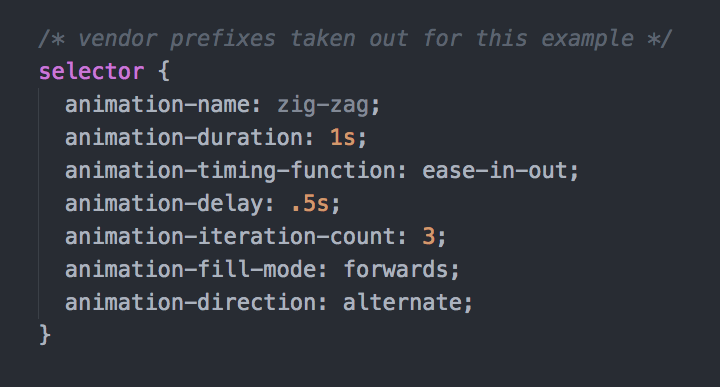 /* vendor prefixes taken out for this example */
selector {
  animation-name: zig-zag;
  animation-duration: 1s;
  animation-timing-function: ease-in-out;
  animation-delay: .5s;
  animation-iteration-count: 3;
  animation-fill-mode: forwards;
  animation-direction: alternate;
}